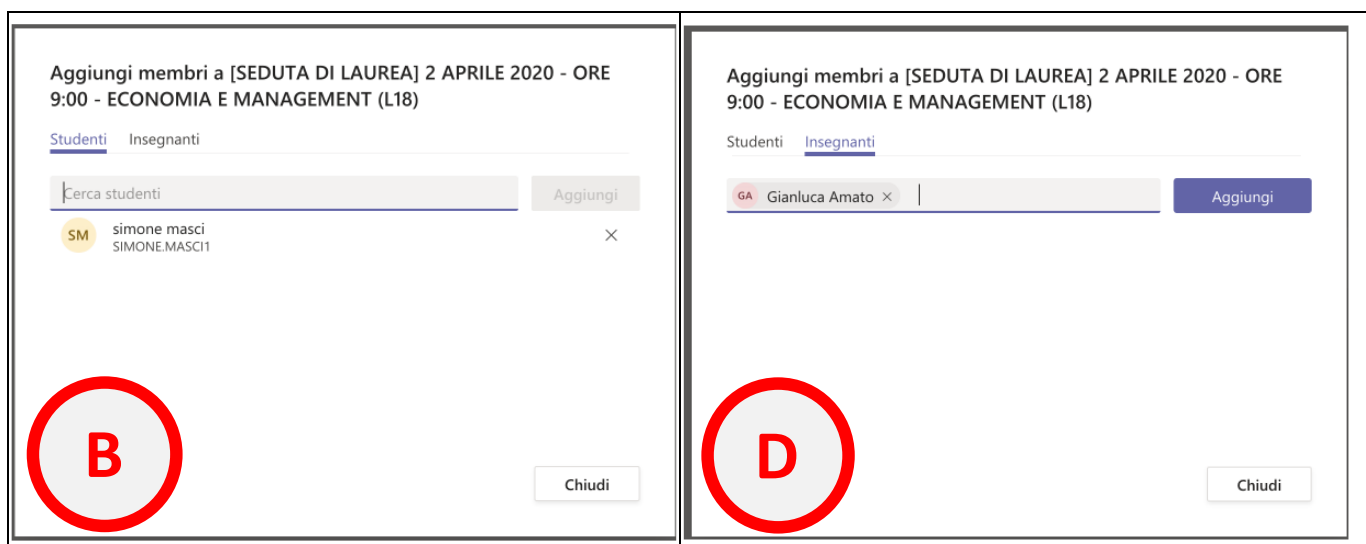 Aggiungi membri a [SEDUTA DI LAUREA] 2 APRILE 2020 - ORE
9:00 - ECONOMIA E MANAGEMENT (L18)
Studenti Insegnanti
Cerca studenti Aggiungi
SM simone masci
SIMONE.MASCI1
B
Chiudi
Aggiungi membri a [SEDUTA DI LAUREA] 2 APRILE 2020 - ORE
9:00 - ECONOMIA E MANAGEMENT (L18)
Studenti Insegnanti
GA Gianluca Amato × Aggiungi
D
Chiudi